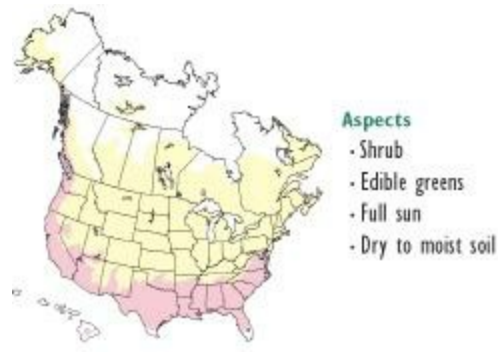 Aspects
· Shrub
· Edible greens
· Full sun
· Dry to moist soil